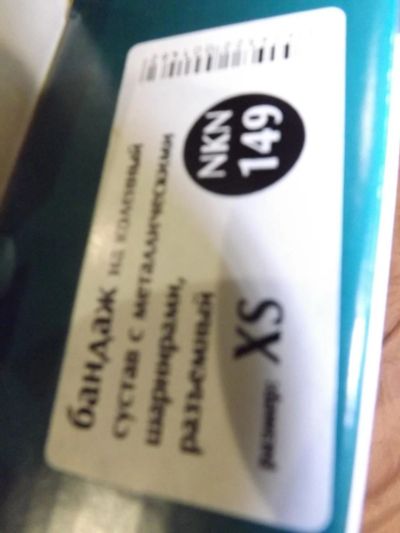 NKN
149
бандаж на коленный
сустав с металлическими
шарнирами,
разъемный
размер: XS